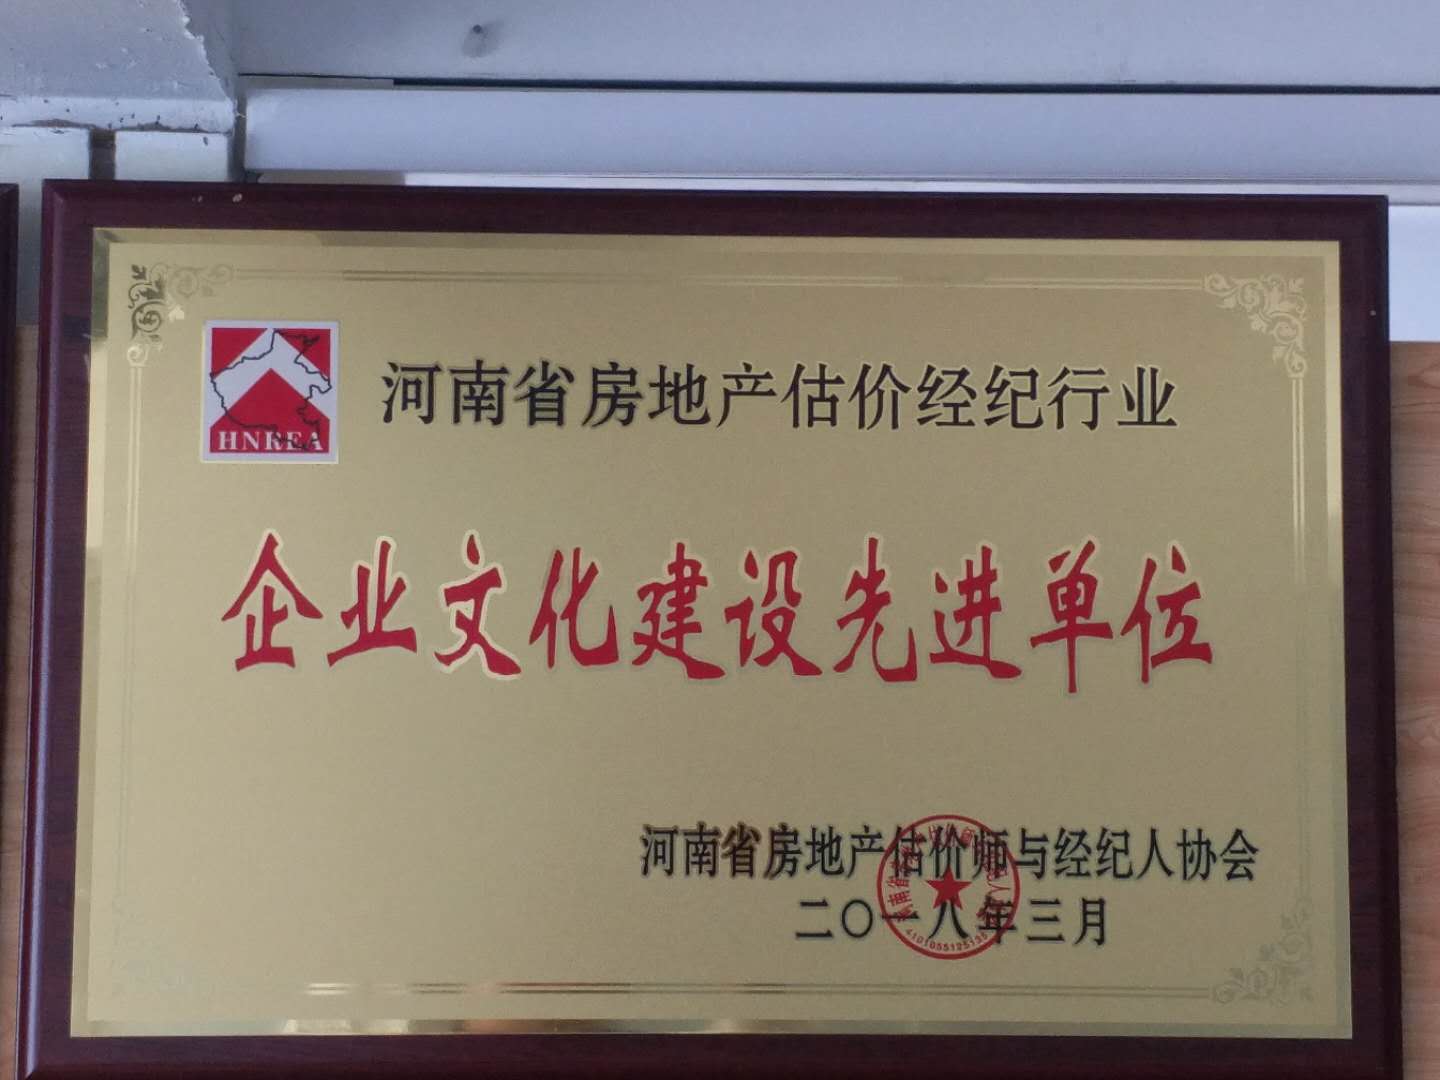 HNREA
河南省房地产估价经纪行业
企业文化建设先进单位
河南省房地产估价师与经纪人协会
二〇一八年三月